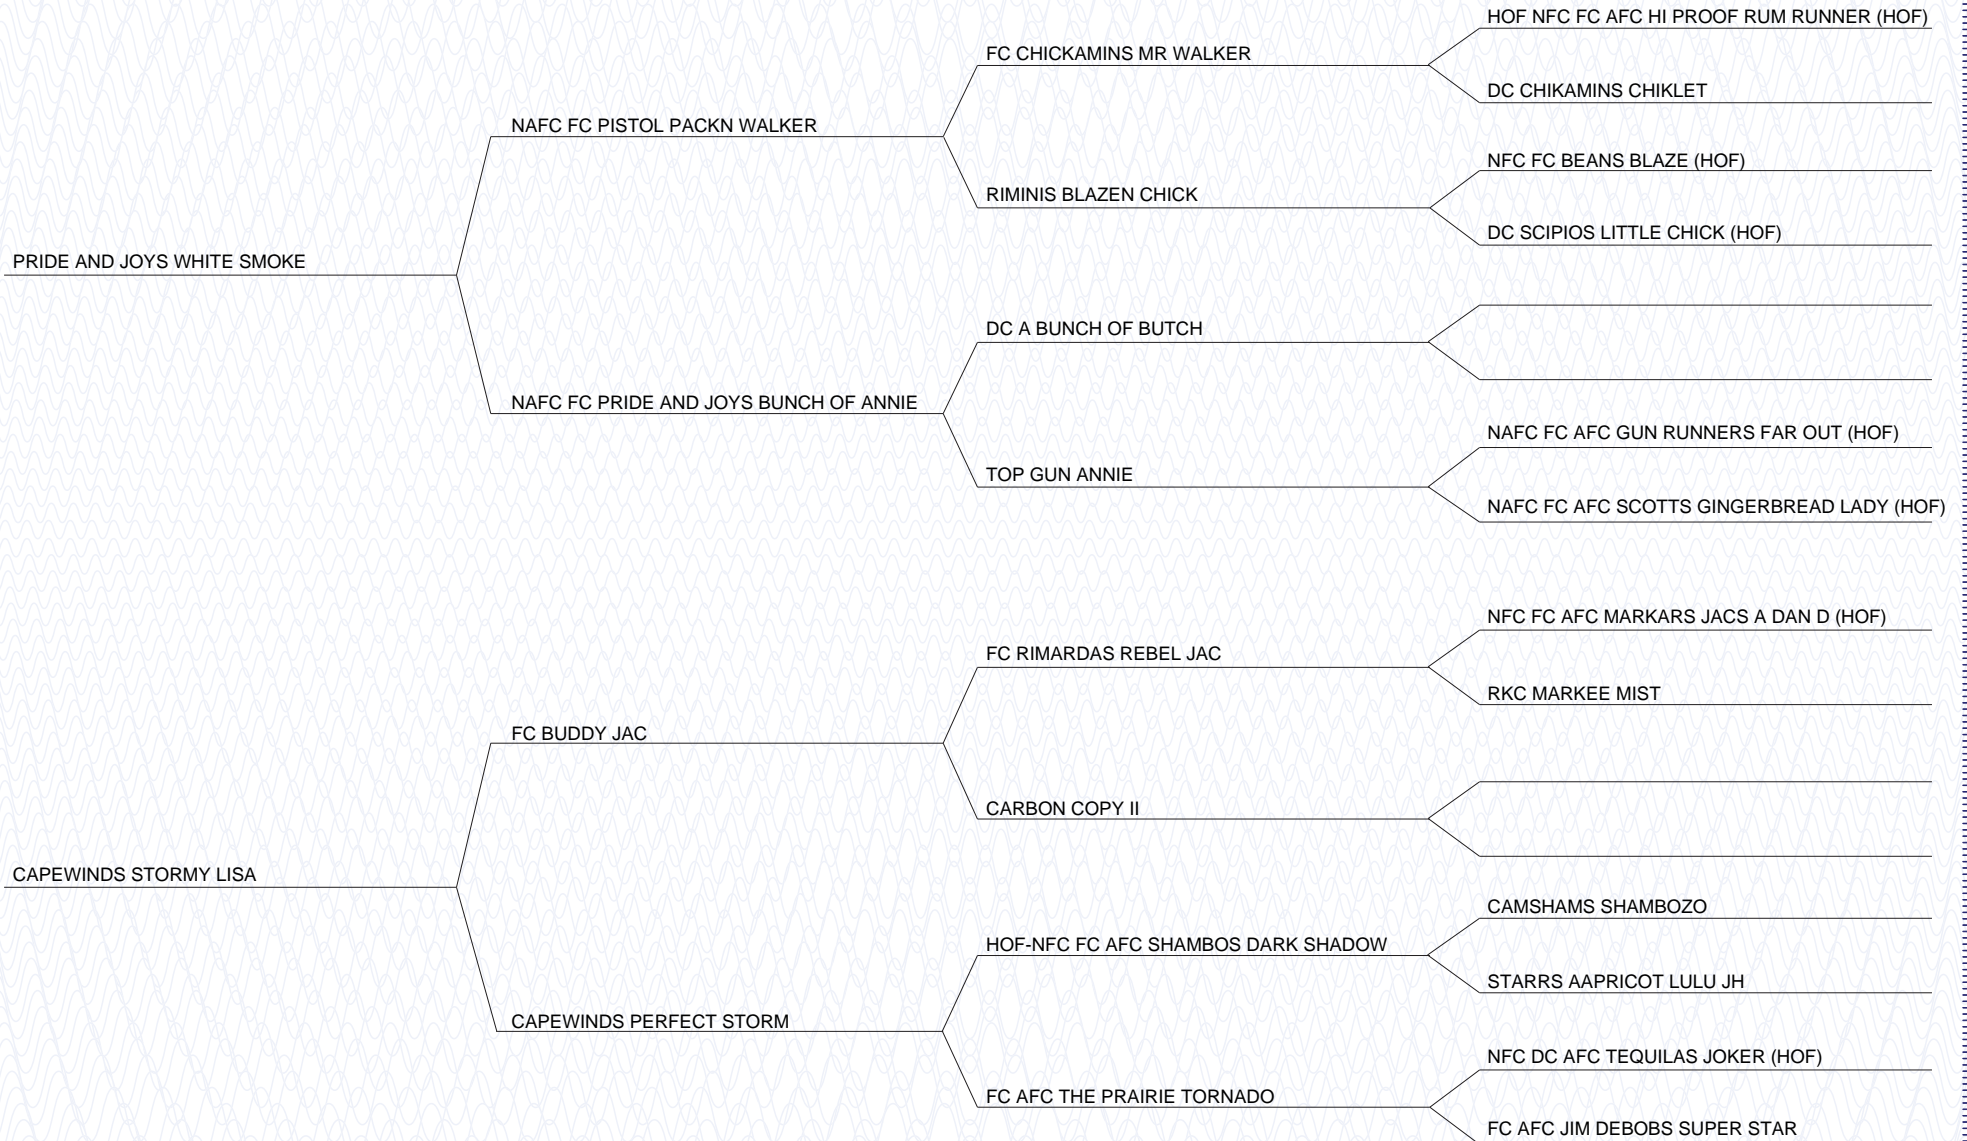 HOF NFC FC AFC HI PROOF RUM RUNNER (HOF)
FC CHICKAMINS MR WALKER
DC CHIKAMINS CHIKLET
NAFC FC PISTOL PACKN WALKER
NFC FC BEANS BLAZE (HOF)
RIMINIS BLAZEN CHICK
DC SCIPIOS LITTLE CHICK (HOF)
PRIDE AND JOYS WHITE SMOKE
DC A BUNCH OF BUTCH
NAFC FC PRIDE AND JOYS BUNCH OF ANNIE
NAFC FC AFC GUN RUNNERS FAR OUT (HOF)
TOP GUN ANNIE
NAFC FC AFC SCOTTS GINGERBREAD LADY (HOF)
NFC FC AFC MARKARS JACS A DAN D (HOF)
FC RIMARDAS REBEL JAC
RKC MARKEE MIST
FC BUDDY JAC
CARBON COPY II
CAPEWINDS STORMY LISA
CAMSHAMS SHAMBOZO
HOF-NFC FC AFC SHAMBOS DARK SHADOW
STARRS AAPRICOT LULU JH
CAPEWINDS PERFECT STORM
NFC DC AFC TEQUILAS JOKER (HOF)
FC AFC THE PRAIRIE TORNADO
FC AFC JIM DEBOBS SUPER STAR